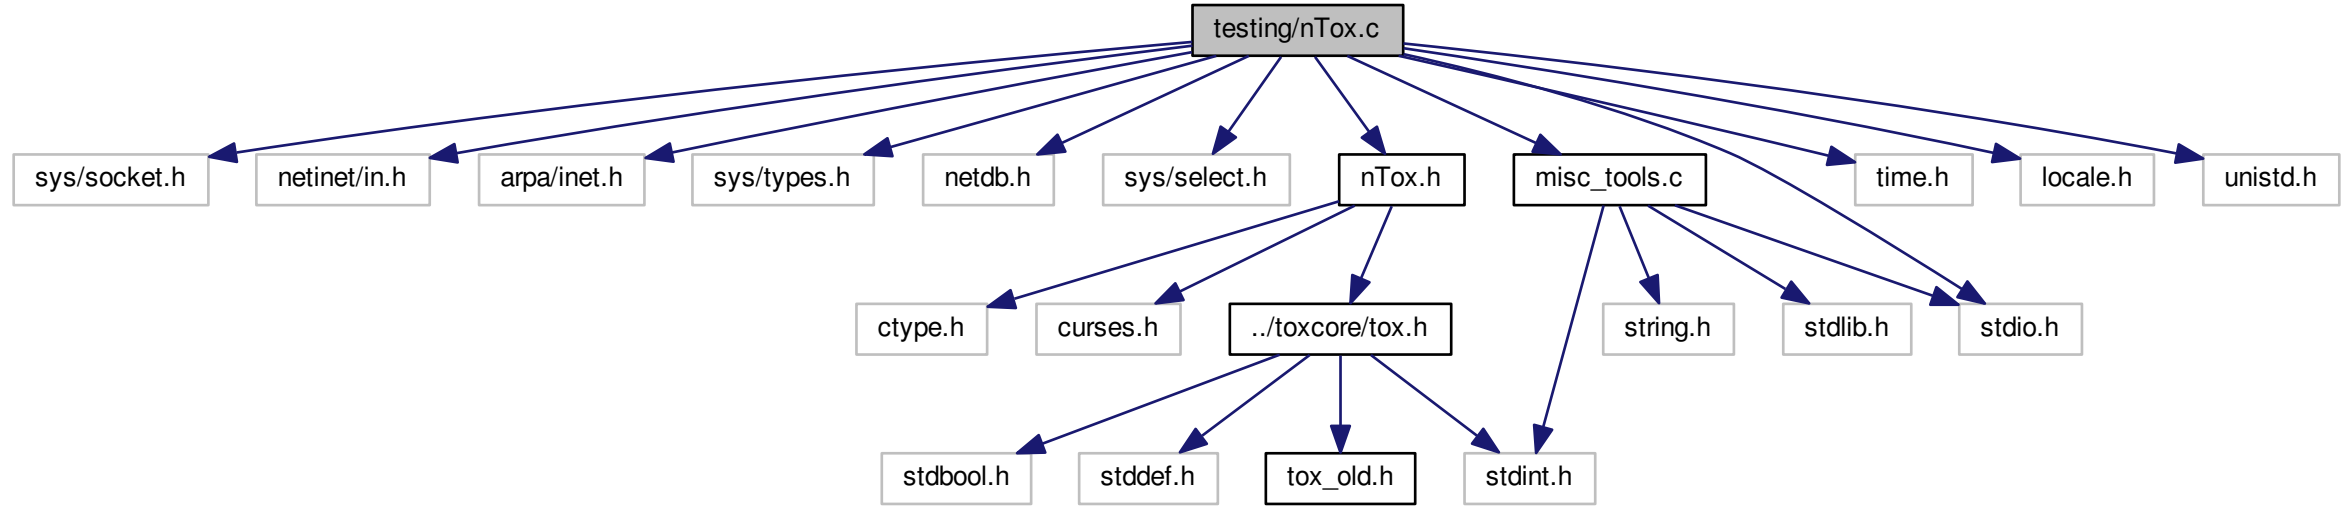 testing/nTox.c
sys/socket.h
netinet/in.h
arpa/inet.h
sys/types.h
netdb.h
sys/select.h
nTox.h
misc_tools.c
time.h
locale.h
unistd.h
ctype.h
curses.h
../toxcore/tox.h
string.h
stdlib.h
stdio.h
stdbool.h
stddef.h
tox_old.h
stdint.h